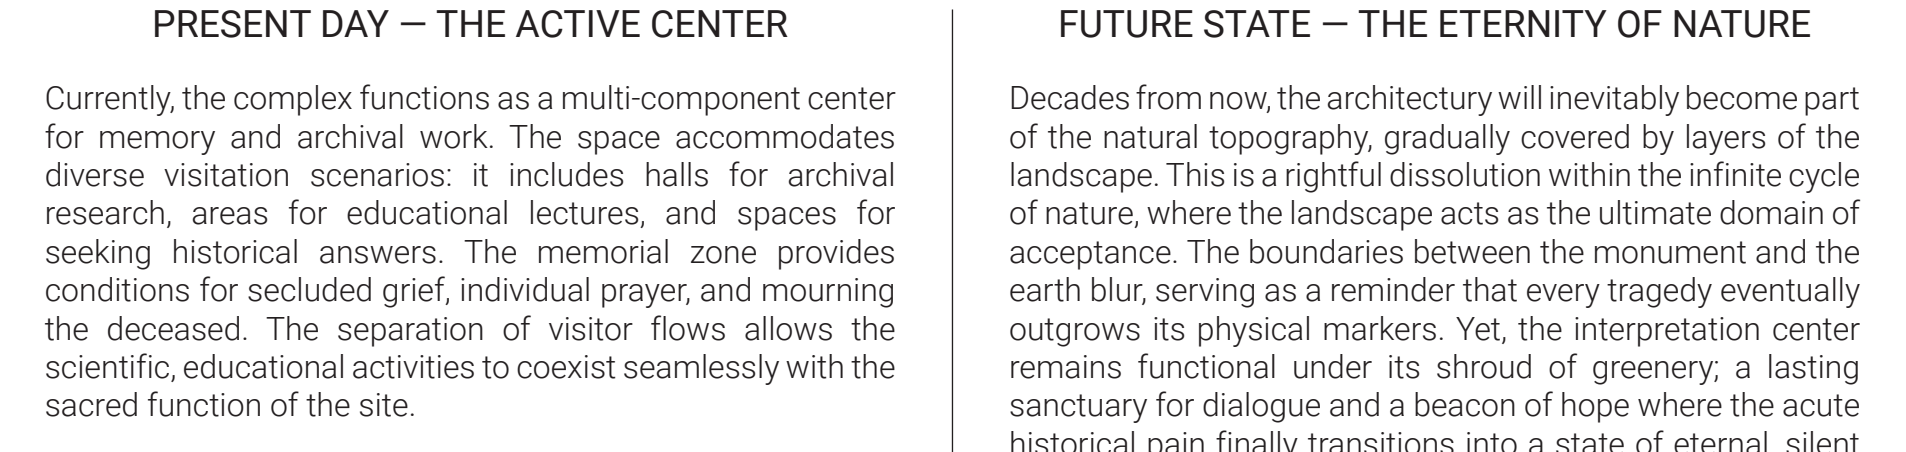 PRESENT DAY — THE ACTIVE CENTER
Currently, the complex functions as a multi-component center
for memory and archival work. The space accommodates
diverse visitation scenarios: it includes halls for archival
research, areas for educational lectures, and spaces for
seeking historical answers. The memorial zone provides
conditions for secluded grief, individual prayer, and mourning
the deceased. The separation of visitor flows allows the
scientific, educational activities to coexist seamlessly with the
sacred function of the site.
FUTURE STATE — THE ETERNITY OF NATURE
Decades from now, the architectury will inevitably become part
of the natural topography, gradually covered by layers of the
landscape. This is a rightful dissolution within the infinite cycle
of nature, where the landscape acts as the ultimate domain of
acceptance. The boundaries between the monument and the
earth blur, serving as a reminder that every tragedy eventually
outgrows its physical markers. Yet, the interpretation center
remains functional under its shroud of greenery; a lasting
sanctuary for dialogue and a beacon of hope where the acute
historical pain finally transitions into a state of eternal, silent